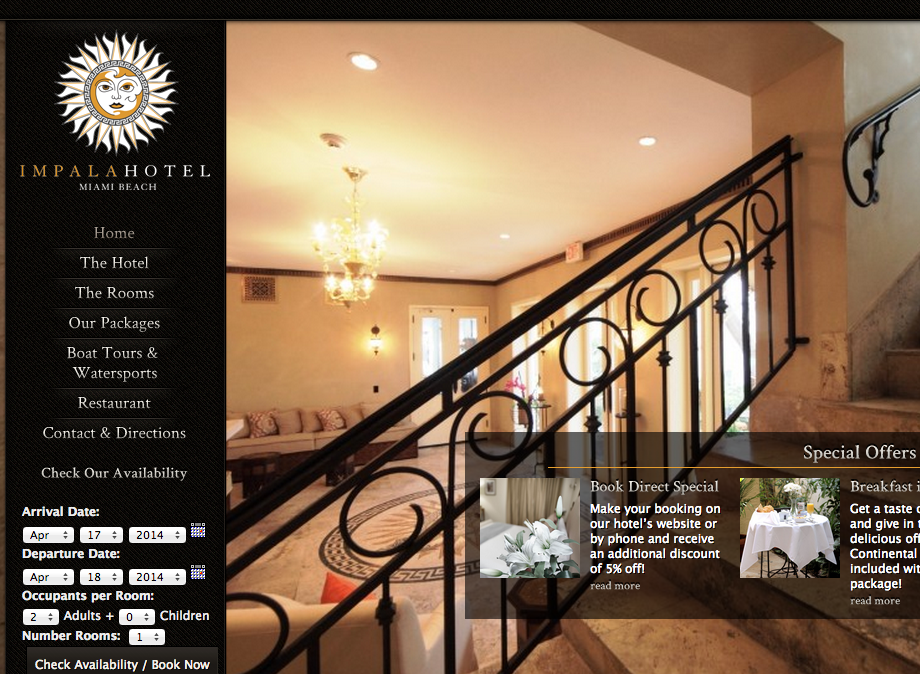 IMPALAHOTEL
MIAMI BEACH
Home
The Hotel
The Rooms
Our Packages
Boat Tours &
Watersports
Restaurant
Contact & Directions
Check Our Availability
Arrival Date:
Apr 17 2014
Departure Date:
Apr 18 2014
Occupants per Room:
2 Adults + 0 Children
Number Rooms: 1
Check Availability / Book Now
Special Offers
Book Direct Special
Make your booking on
our hotel's website or
by phone and receive
an additional discount
of 5% off!
read more
Breakfast i
Get a taste
and give in
delicious
Continental
included
package!
read more